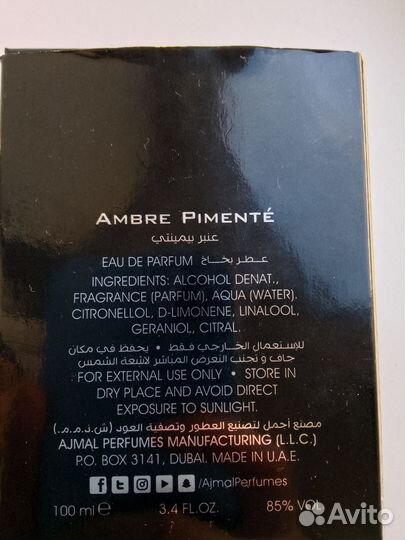 AMBRE PIMENTÉ
عنبر بيمينتي
EAU DE PARFUM عطر بخاخ
INGREDIENTS: ALCOHOL DENAT.,
FRAGRANCE (PARFUM), AQUA (WATER),
CITRONELLOL, D-LIMONENE, LINALOOL,
GERANIOL, CITRAL.
للاستعمال الخارجي فقط • يحفظ في مكان
جاف و تجنب التعرض المباشر لاشعة الشمس
FOR EXTERNAL USE ONLY • STORE IN
DRY PLACE AND AVOID DIRECT
EXPOSURE TO SUNLIGHT.
مصنع أجمل لتصنيع العطور وتصفية العود (ش.ذ.م.م.)
AJMAL PERFUMES MANUFACTURING (L.L.C.)
P.O. BOX 3141, DUBAI. MADE IN U.A.E.
/AjmalPerfumes
100 ml e 3.4 FL.OZ. 85% VOL
Avito